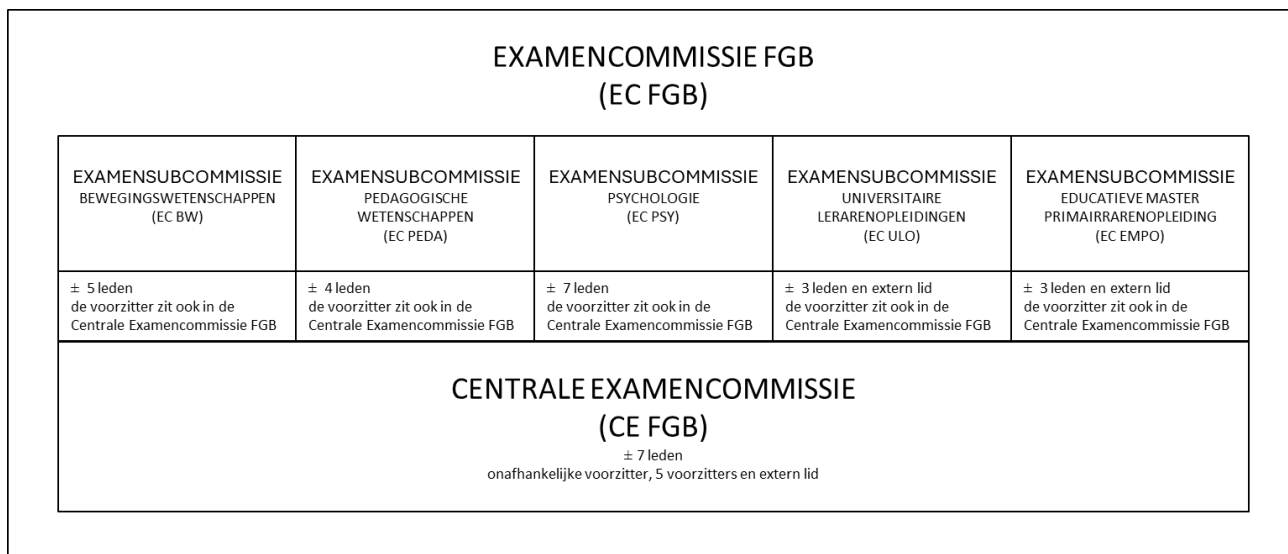 EXAMENCOMMISSIE FGB
(EC FGB)
EXAMENSUBCOMMISSIE
BEWEGINGSWETENSCHAPPEN
(EC BW)
EXAMENSUBCOMMISSIE
PEDAGOGISCHE
WETENSCHAPPEN
(EC PEDA)
EXAMENSUBCOMMISSIE
PSYCHOLOGIE
(EC PSY)
EXAMENSUBCOMMISSIE
UNIVERSITAIRE
LERARENOPLEIDINGEN
(EC ULO)
EXAMENSUBCOMMISSIE
EDUCATIEVE MASTER
PRIMAIRRARENOPLEIDING
(EC EMPO)
± 5 leden
de voorzitter zit ook in de
Centrale Examencommissie FGB
± 4 leden
de voorzitter zit ook in de
Centrale Examencommissie FGB
± 7 leden
de voorzitter zit ook in de
Centrale Examencommissie FGB
± 3 leden en extern lid
de voorzitter zit ook in de
Centrale Examencommissie FGB
± 3 leden en extern lid
de voorzitter zit ook in de
Centrale Examencommissie FGB
CENTRALE EXAMENCOMMISSIE
(CE FGB)
± 7 leden
onafhankelijke voorzitter, 5 voorzitters en extern lid